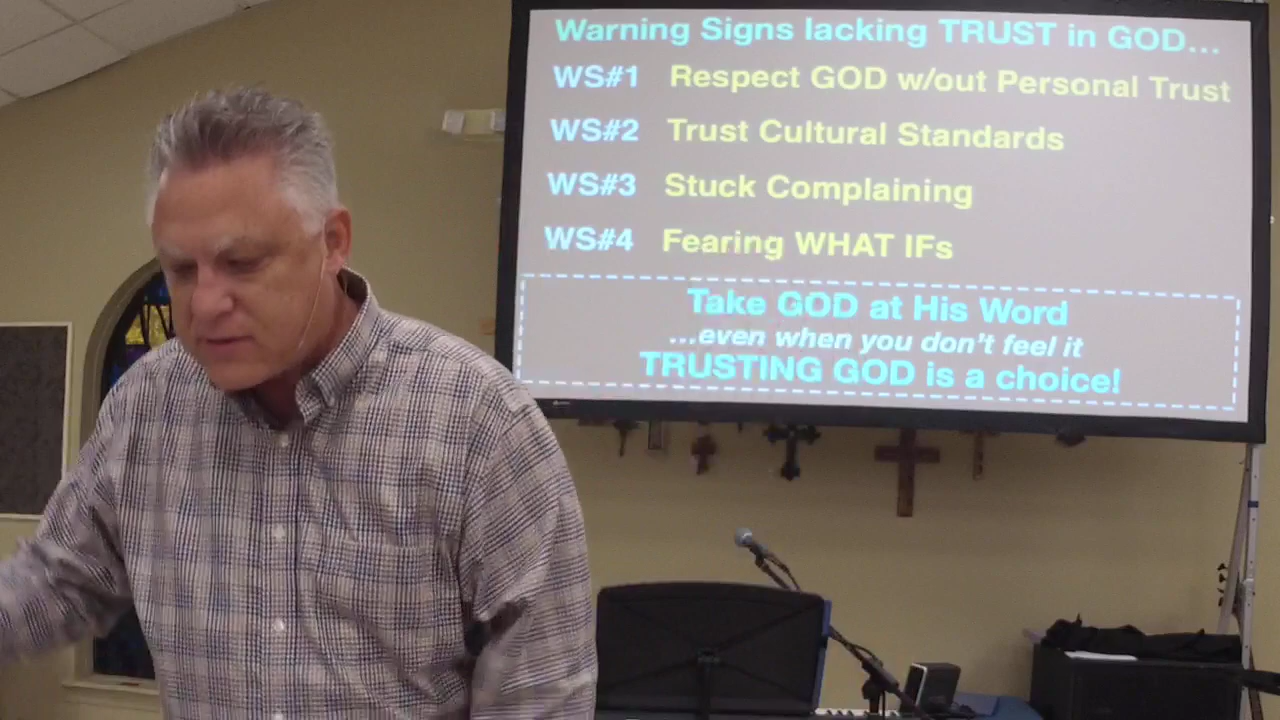 Warning Signs lacking TRUST in GOD...
WS#1 Respect GOD w/out Personal Trust
WS#2 Trust Cultural Standards
WS#3 Stuck Complaining
WS#4 Fearing WHAT IFs
Take GOD at His Word
...even when you don't feel it
TRUSTING GOD is a choice!